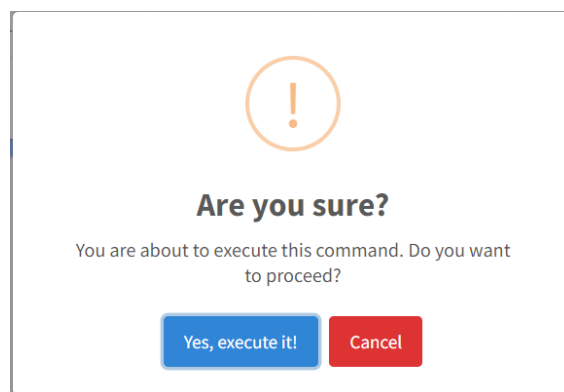 !
Are you sure?
You are about to execute this command. Do you want
to proceed?
Yes, execute it!
Cancel